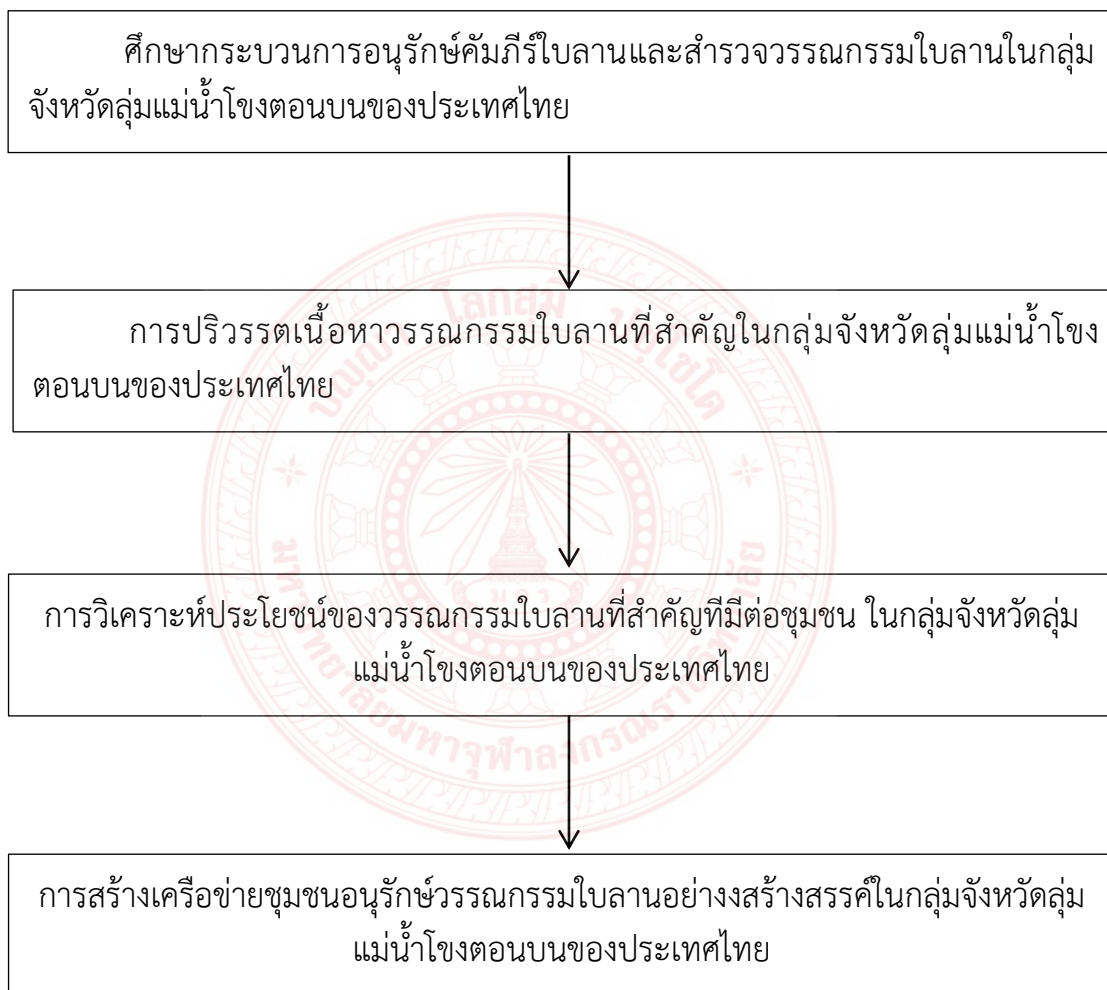 ศึกษากระบวนการอนุรักษ์คัมภีร์ใบลานและสำรวจวรรณกรรมใบลานในกลุ่ม
จังหวัดลุ่มแม่น้ำโขงตอนบนของประเทศไทย
การปริวรรตเนื้อหาวรรณกรรมใบลานที่สำคัญในกลุ่มจังหวัดลุ่มแม่น้ำโขง
ตอนบนของประเทศไทย
การวิเคราะห์ประโยชน์ของวรรณกรรมใบลานที่สำคัญทีมีต่อชุมชน ในกลุ่มจังหวัดลุ่ม
แม่น้ำโขงตอนบนของประเทศไทย
การสร้างเครือข่ายชุมชนอนุรักษ์วรรณกรรมใบลานอย่างงสร้างสรรค์ในกลุ่มจังหวัดลุ่ม
แม่น้ำโขงตอนบนของประเทศไทย